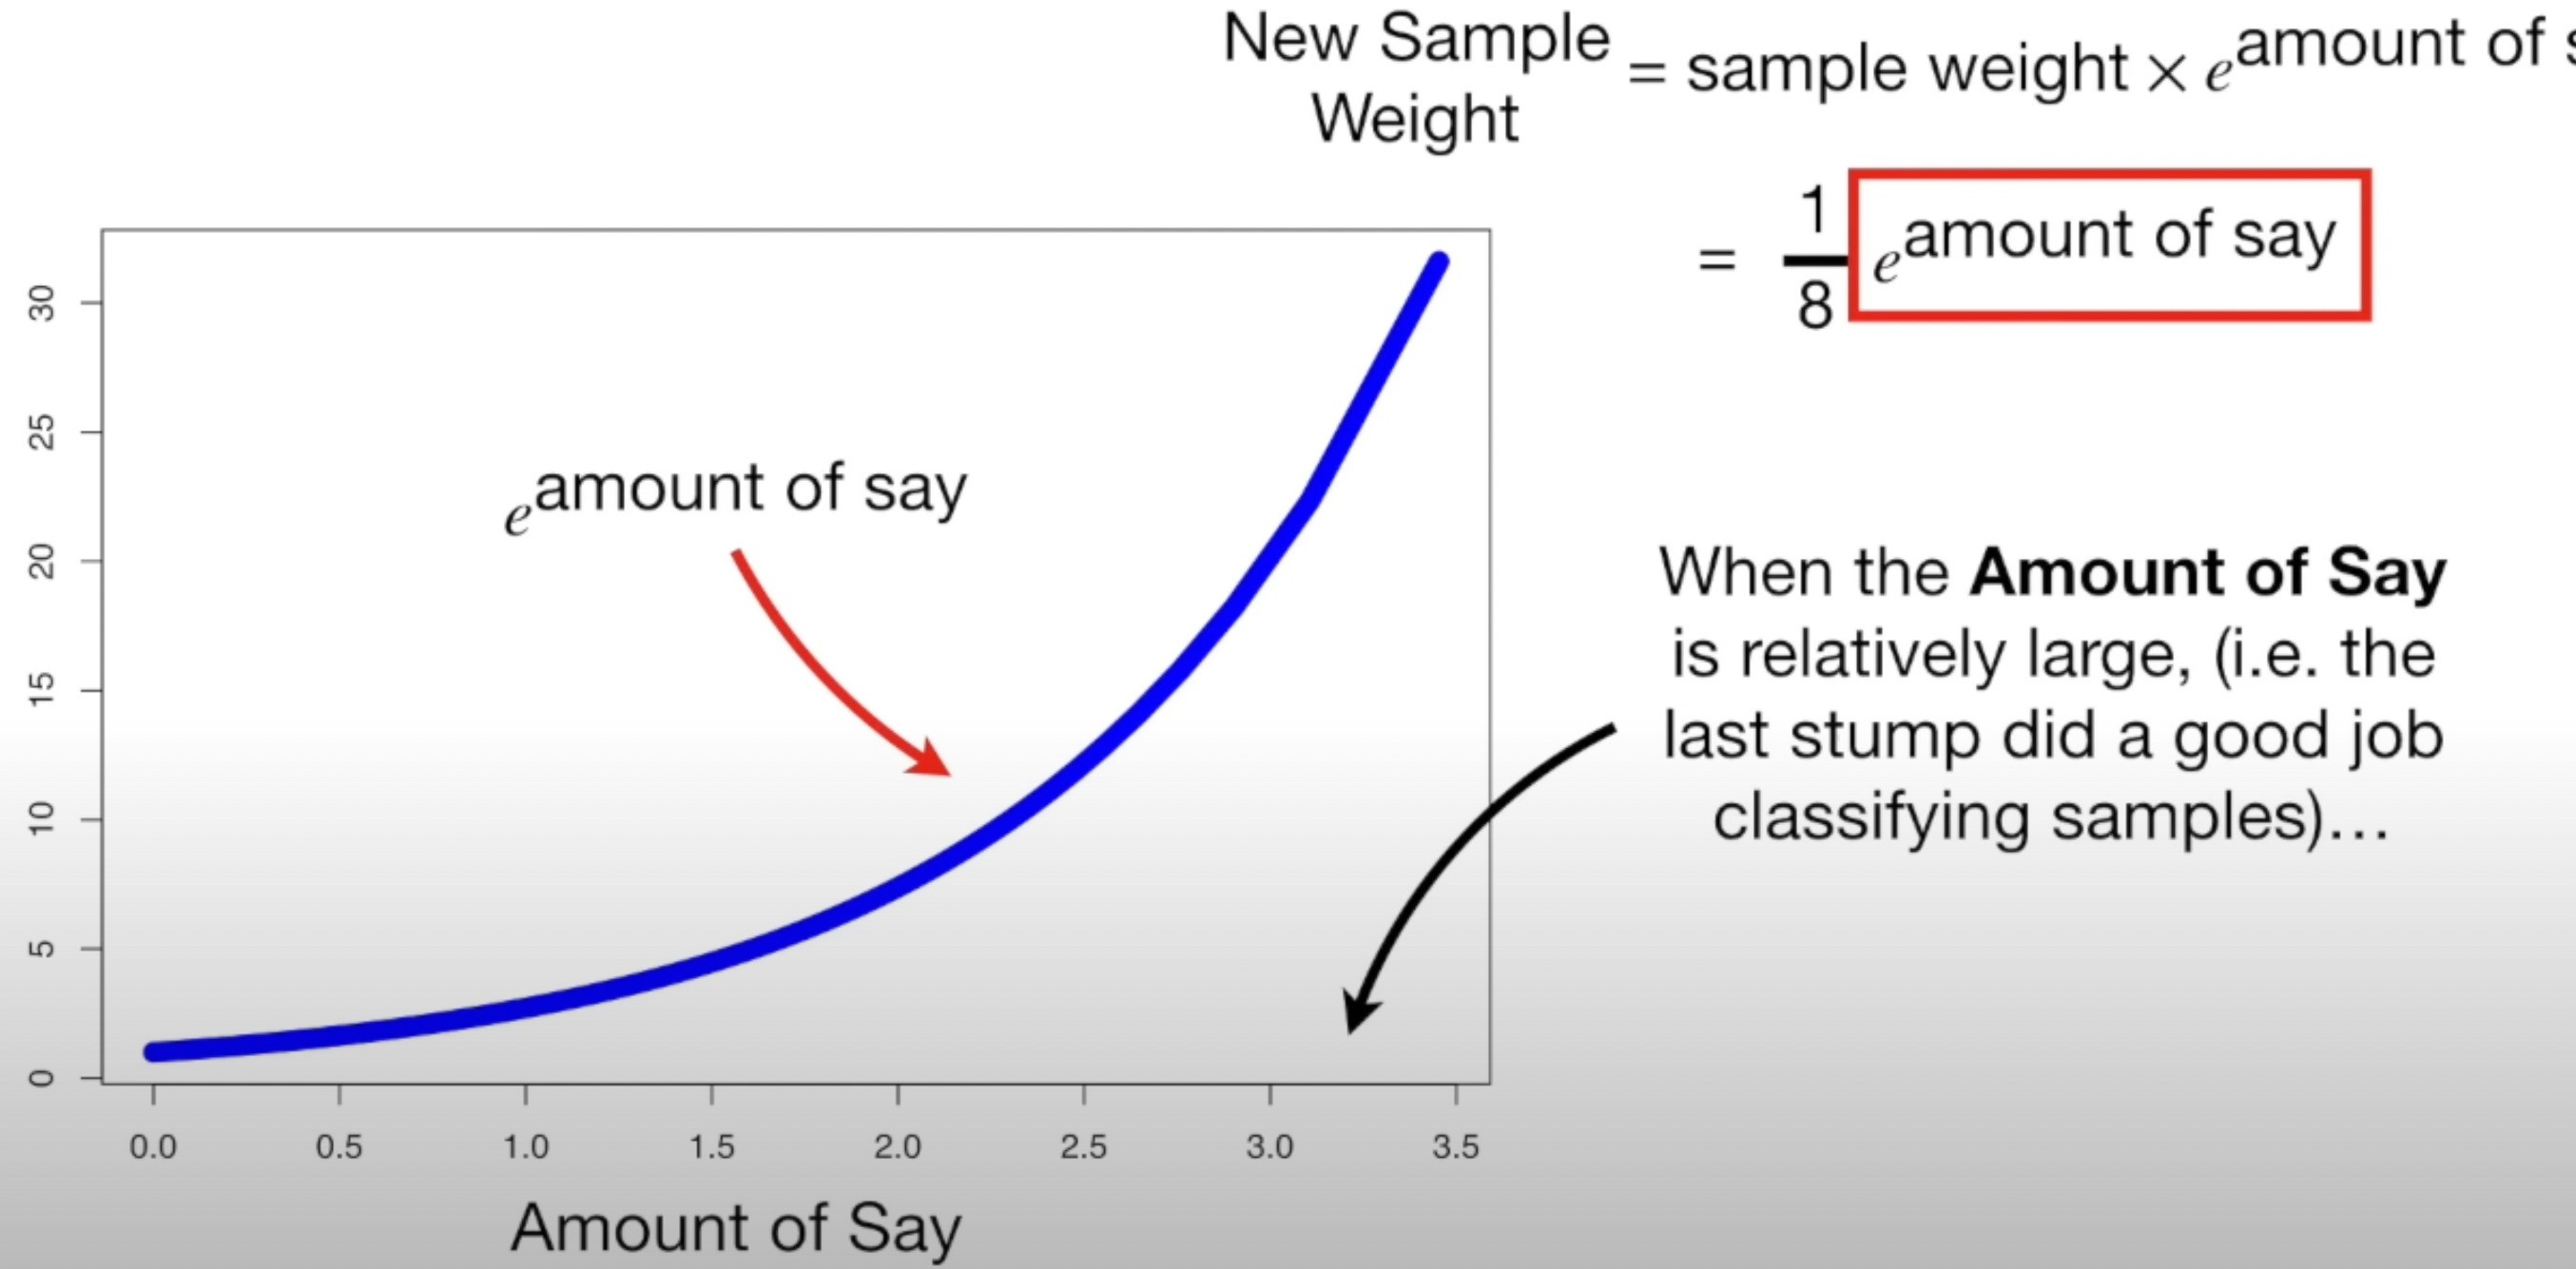 New Sample
Weight
= sample weight × e^amount of s
= 1/8 e^amount of say
e^amount of say
30
25
20
15
10
5
0
0.0 0.5 1.0 1.5 2.0 2.5 3.0 3.5
Amount of Say
When the Amount of Say
is relatively large, (i.e. the
last stump did a good job
classifying samples)…